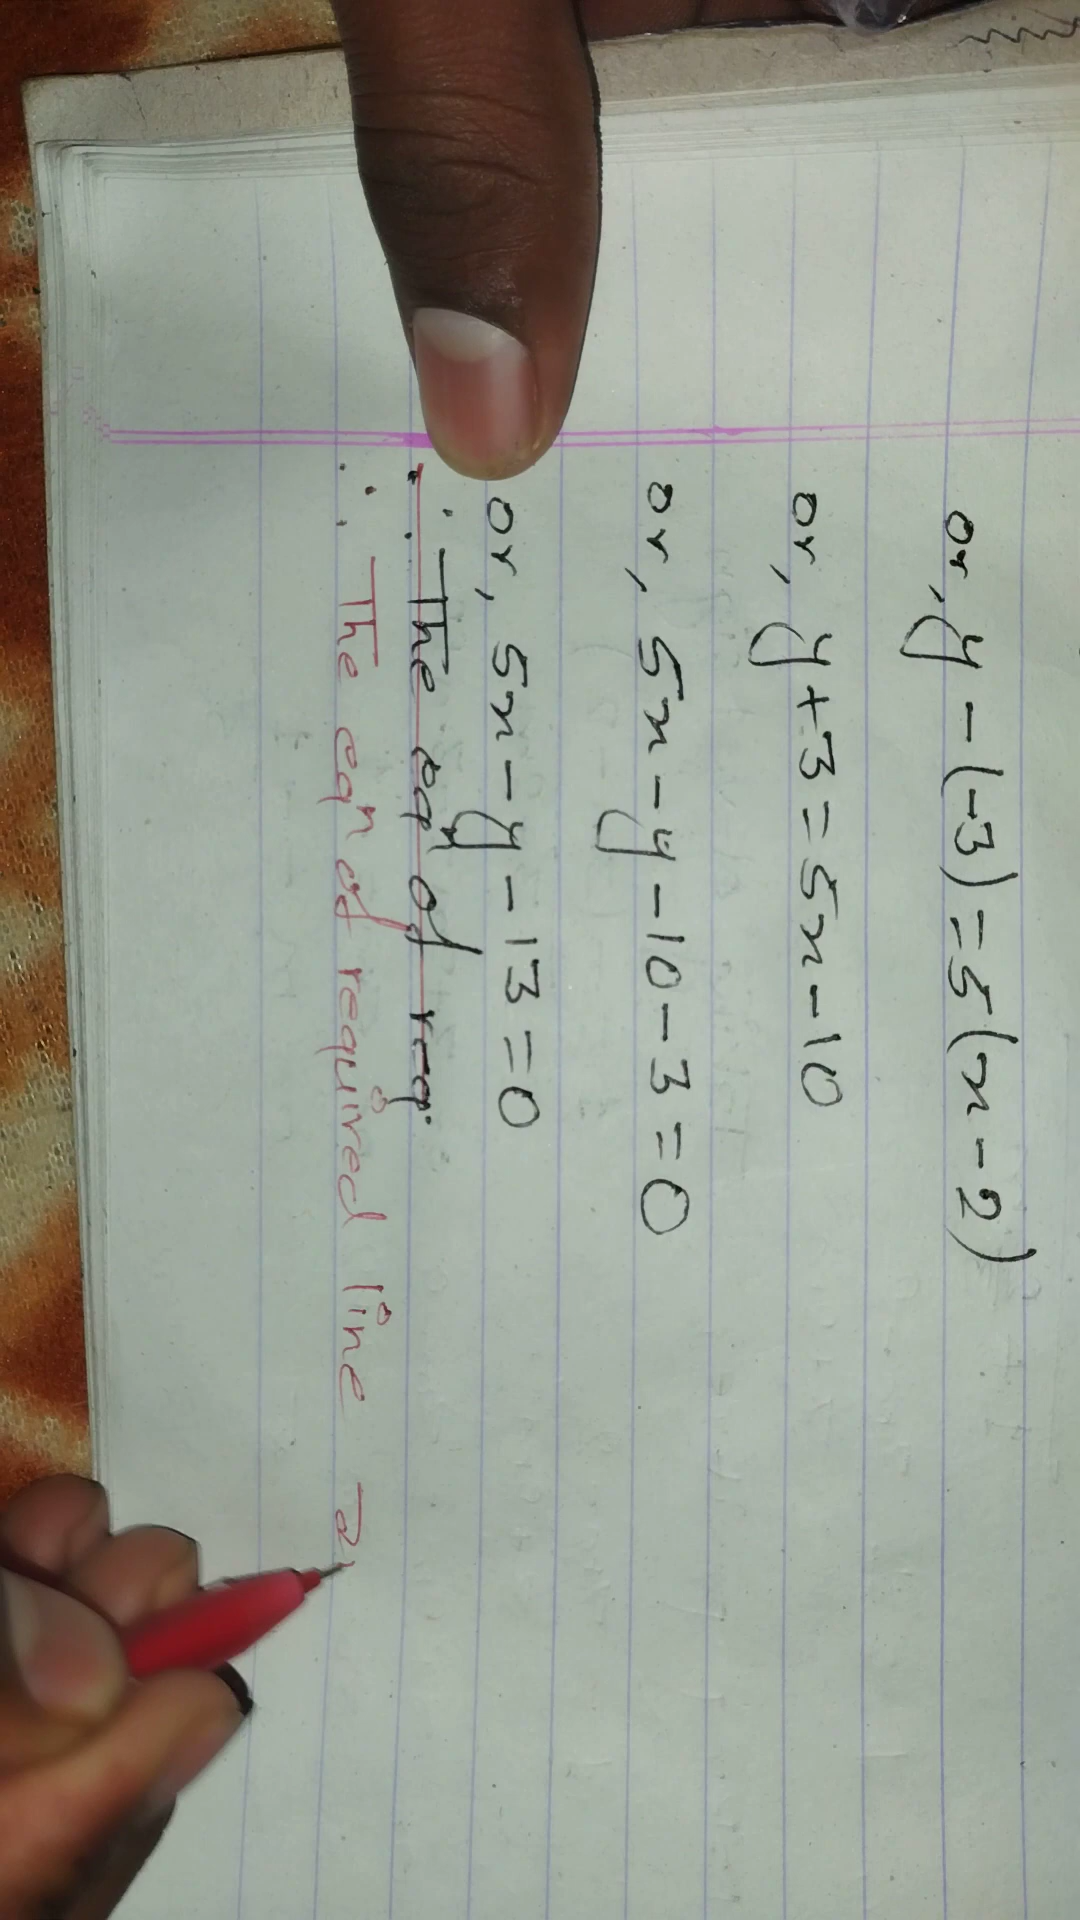 or, y - (-3) = 5(x - 2)
or, y + 3 = 5x - 10
or, 5x - y - 10 - 3 = 0
or, 5x - y - 13 = 0
∴ The eq of req.
∴ The eqn of required line